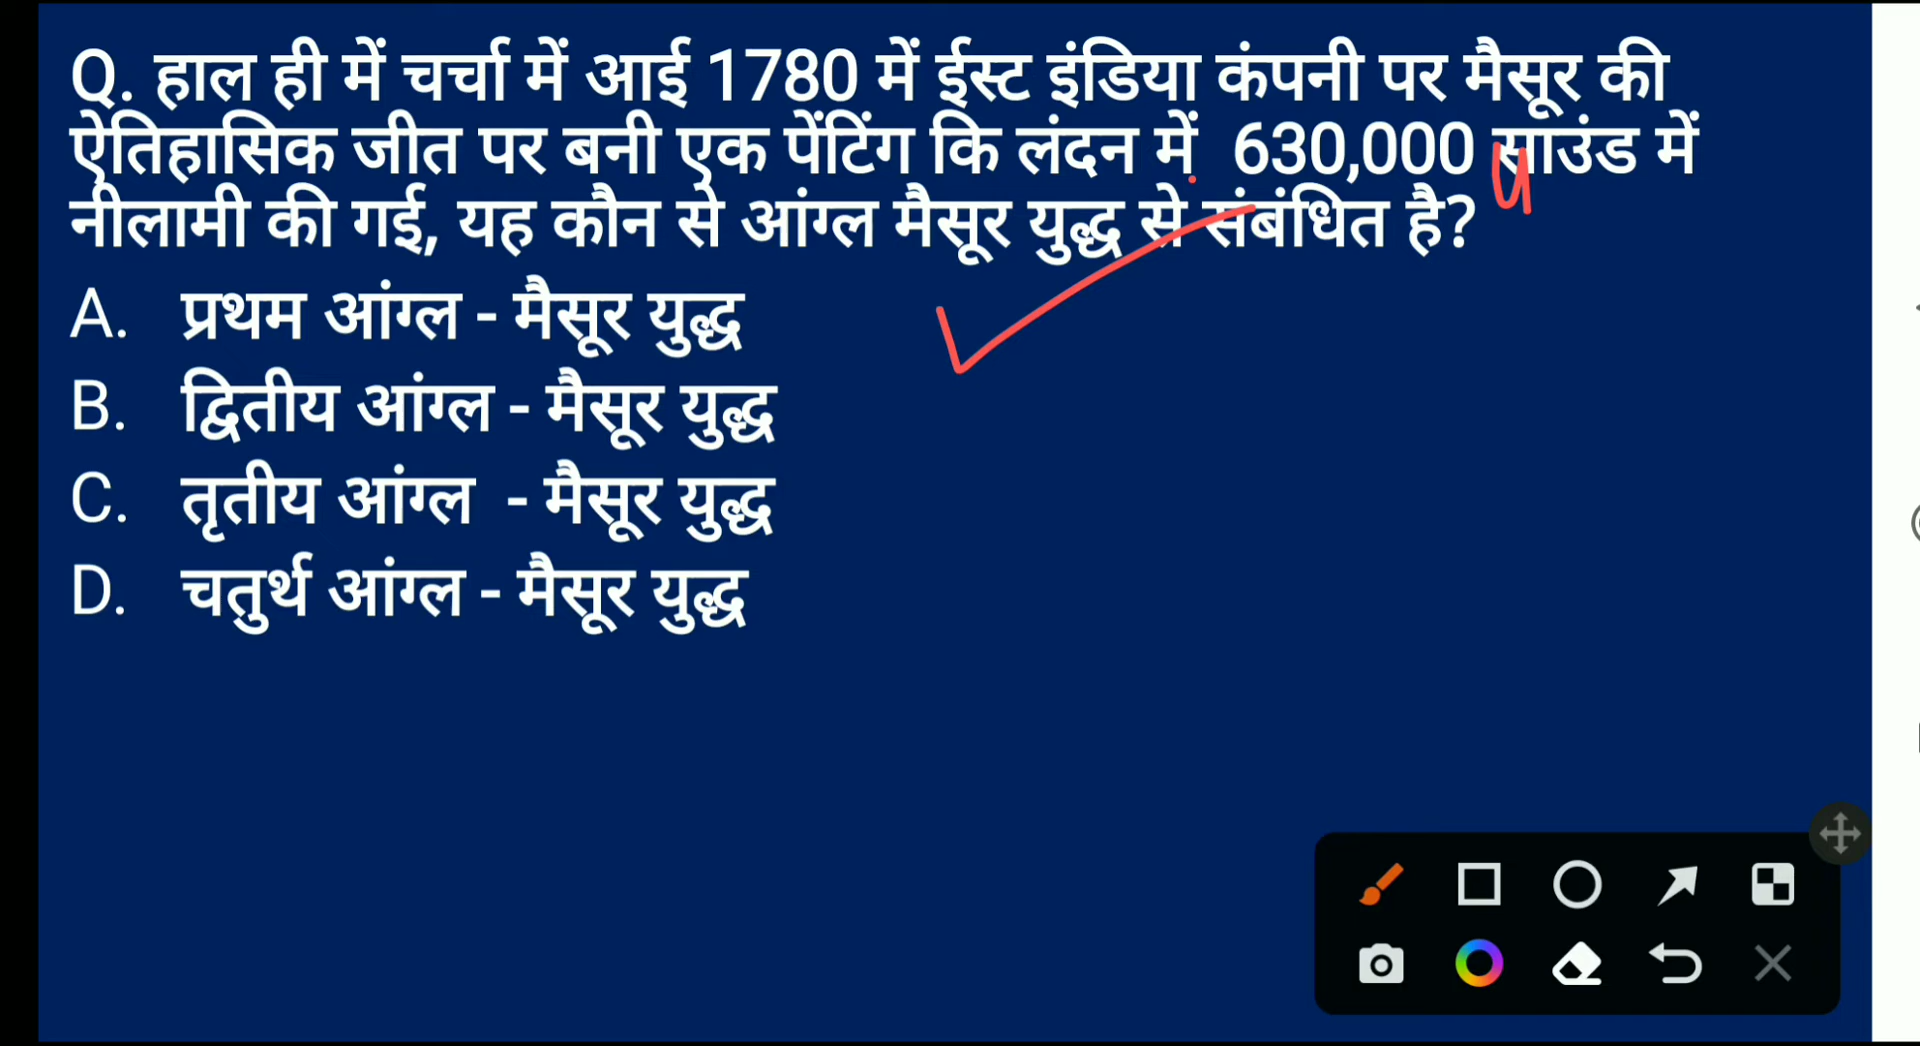 Q. हाल ही में चर्चा में आई 1780 में ईस्ट इंडिया कंपनी पर मैसूर की
ऐतिहासिक जीत पर बनी एक पेंटिंग कि लंदन में 630,000 साउंड में
नीलामी की गई, यह कौन से आंग्ल मैसूर युद्ध से संबंधित है?
A. प्रथम आंग्ल - मैसूर युद्ध
B. द्वितीय आंग्ल - मैसूर युद्ध
C. तृतीय आंग्ल - मैसूर युद्ध
D. चतुर्थ आंग्ल - मैसूर युद्ध